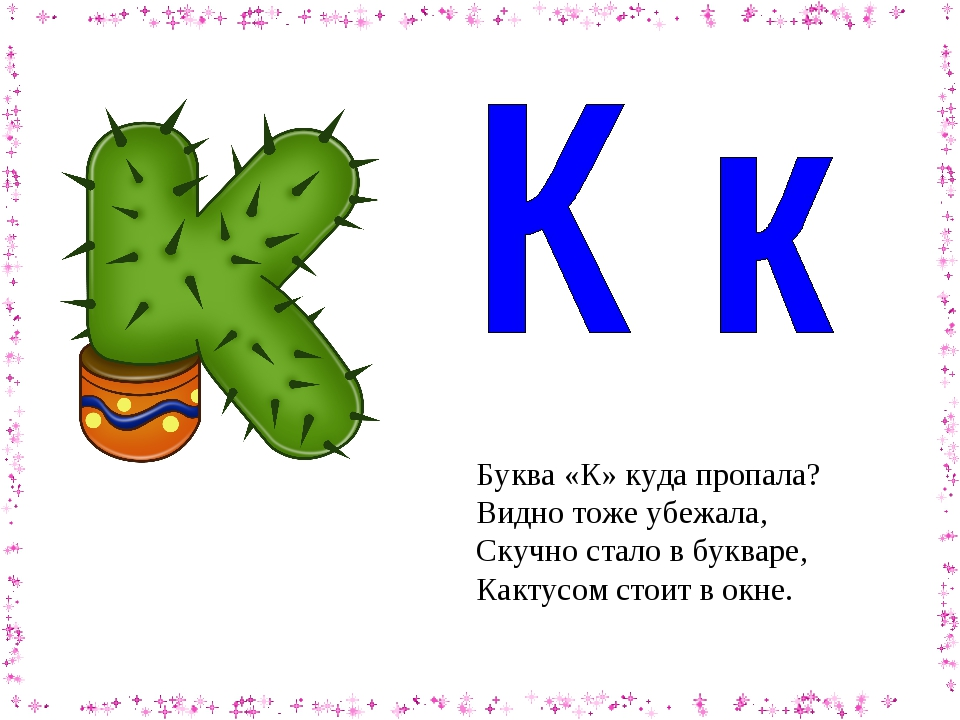 К к
Буква «К» куда пропала?
Видно тоже убежала,
Скучно стало в букваре,
Кактусом стоит в окне.